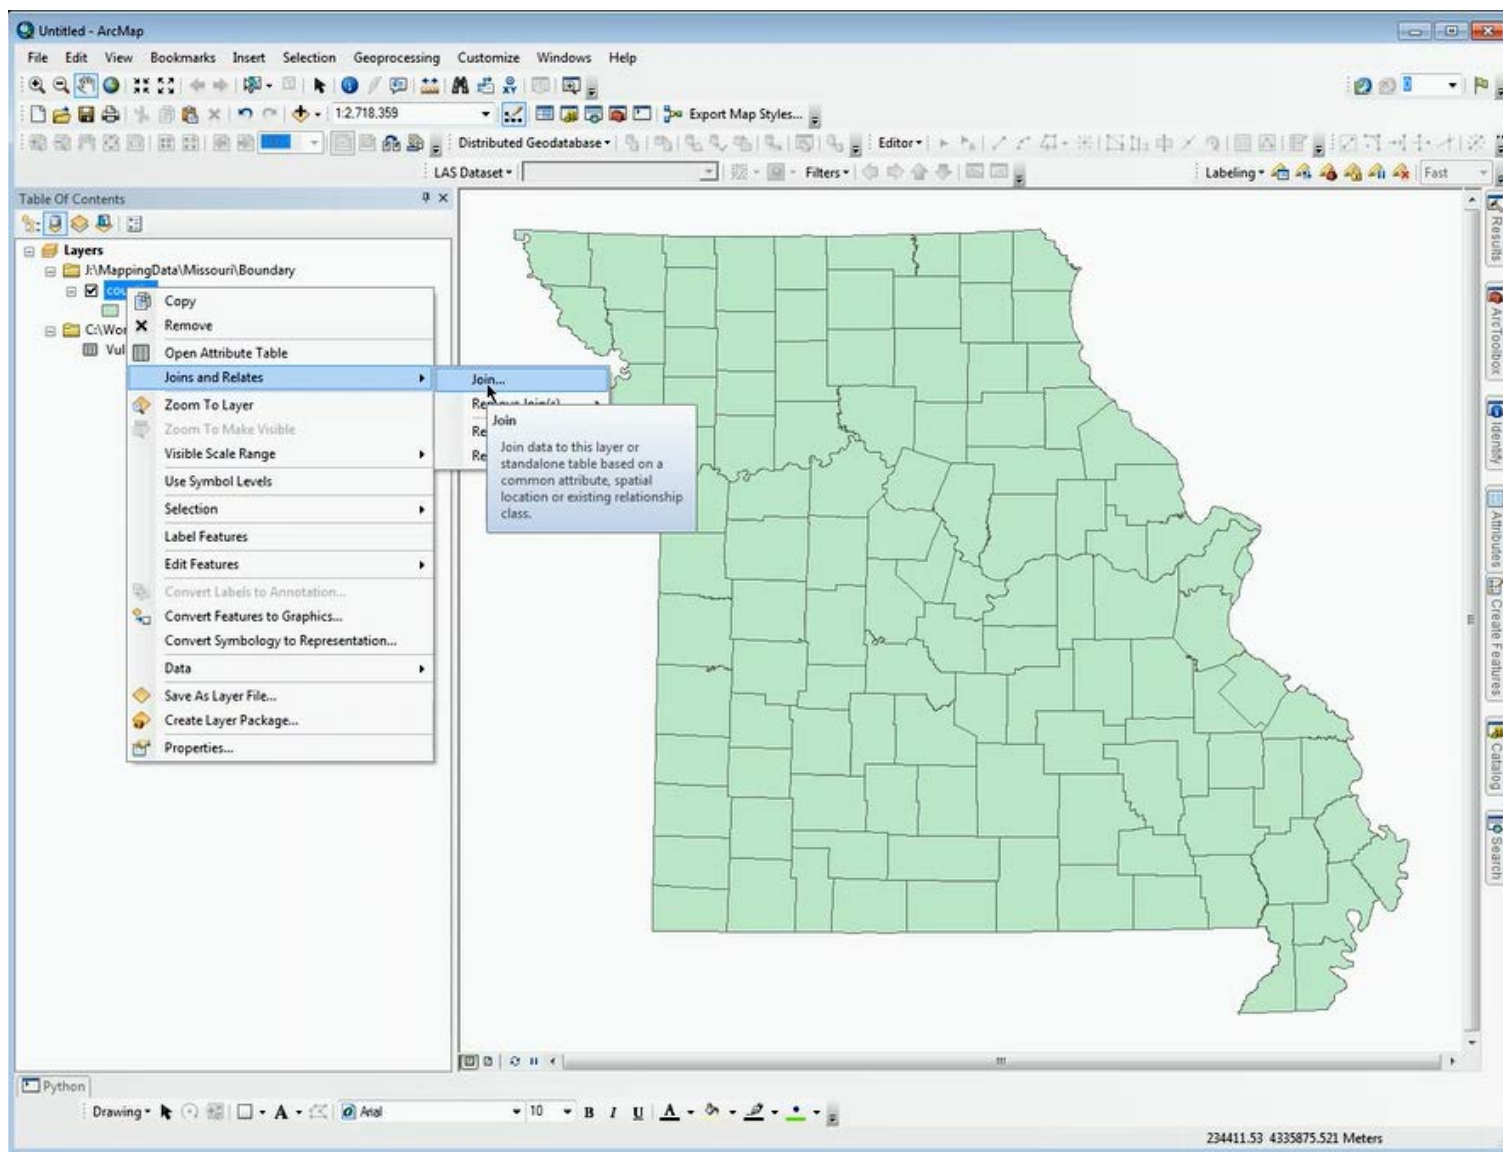 Untitled - ArcMap
File Edit View Bookmarks Insert Selection Geoprocessing Customize Windows Help
1:2,718,359 Export Map Styles...
Distributed Geodatabase Editor
LAS Dataset Filters Labeling Fast
Table Of Contents
Layers
J:\MappingData\Missouri\Boundary
C:\Wor
Vul
Copy
Remove
Open Attribute Table
Joins and Relates
Zoom To Layer
Zoom To Make Visible
Visible Scale Range
Use Symbol Levels
Selection
Label Features
Edit Features
Convert Labels to Annotation...
Convert Features to Graphics...
Convert Symbology to Representation...
Data
Save As Layer File...
Create Layer Package...
Properties...
Join...
Remove Join(s)
Re
Re
Join
Join data to this layer or
standalone table based on a
common attribute, spatial
location or existing relationship
class.
Results
ArcToolbox
Identify
Attributes
Create Features
Catalog
Search
Python
Drawing A Arial 10 B I U A
234411.53 4335875.521 Meters